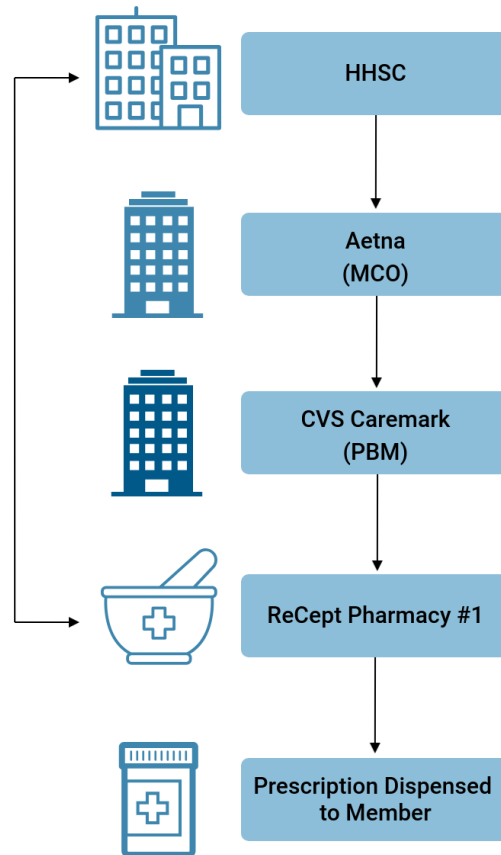 HHSC
Aetna
(MCO)
CVS Caremark
(PBM)
ReCept Pharmacy #1
Prescription Dispensed
to Member